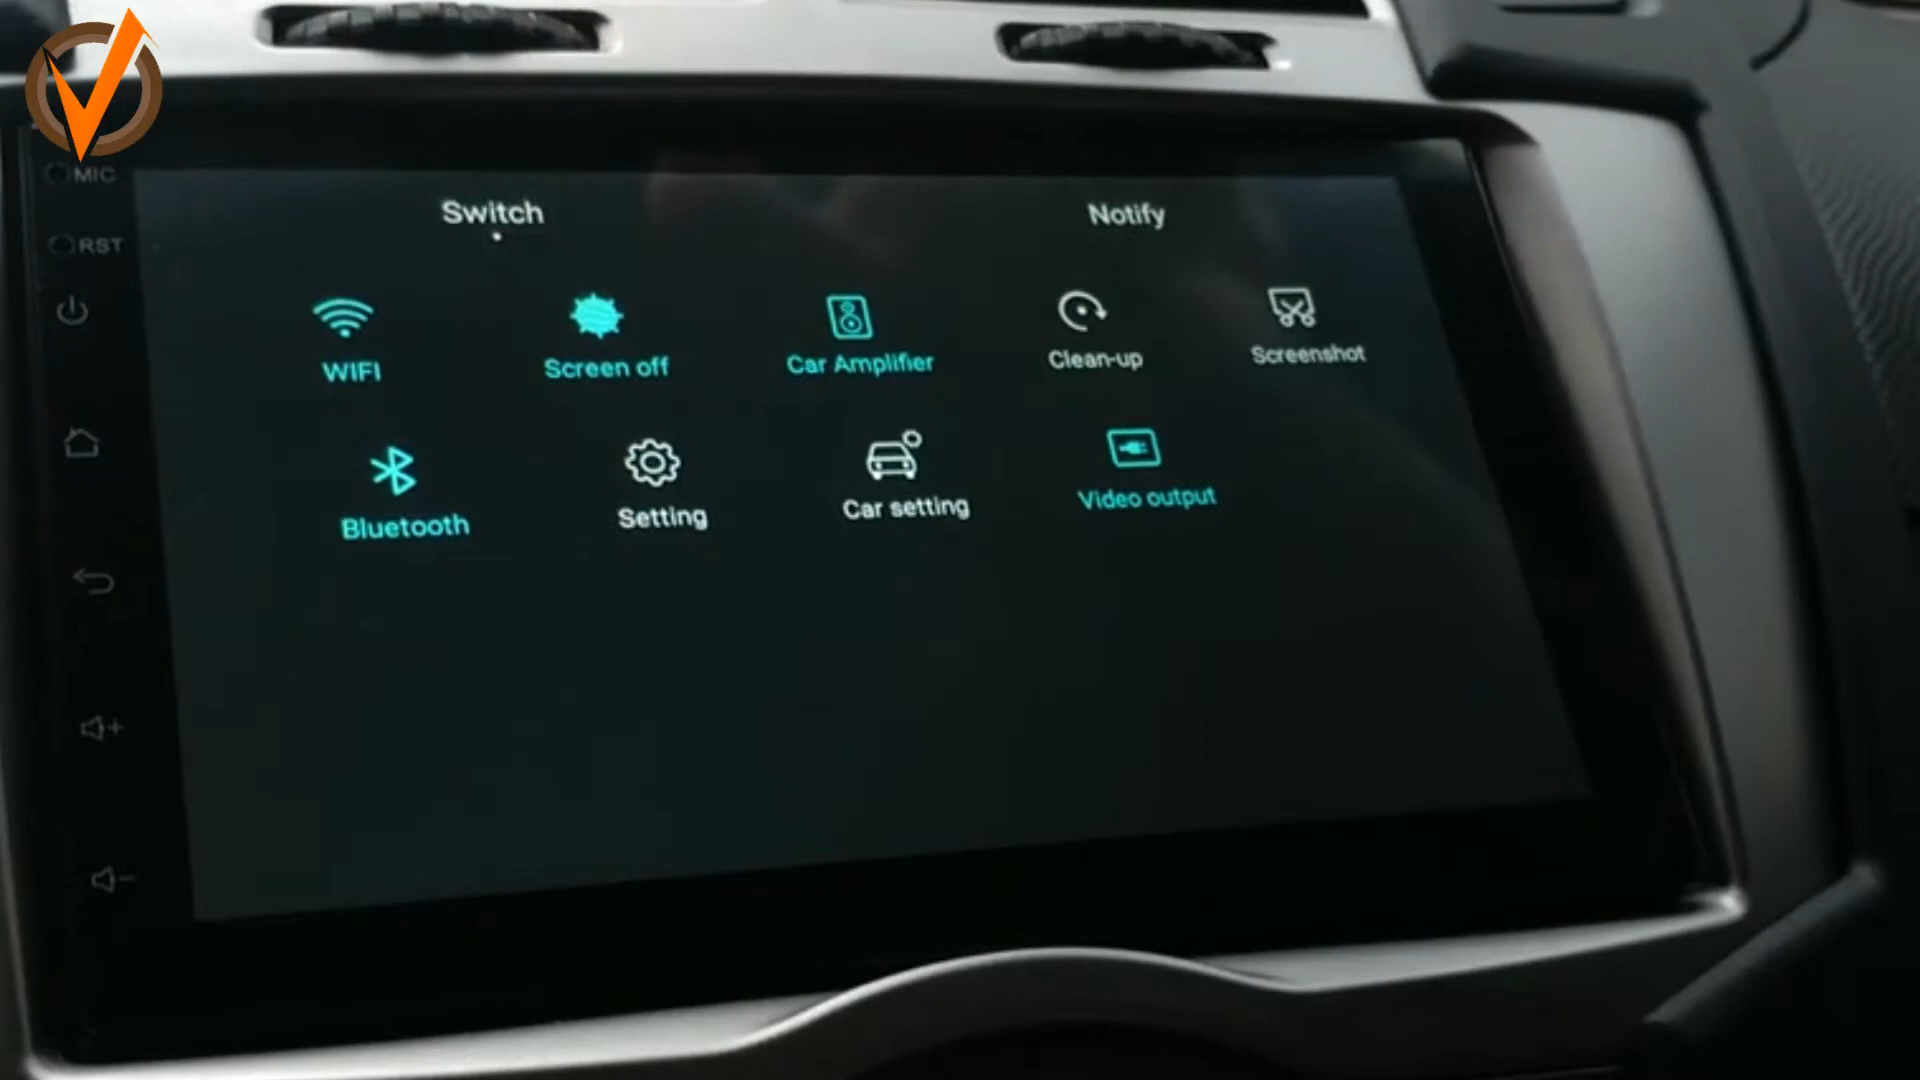 MIC
Switch Notify
RST
WIFI Screen off Car Amplifier Clean-up Screenshot
Bluetooth Setting Car setting Video output